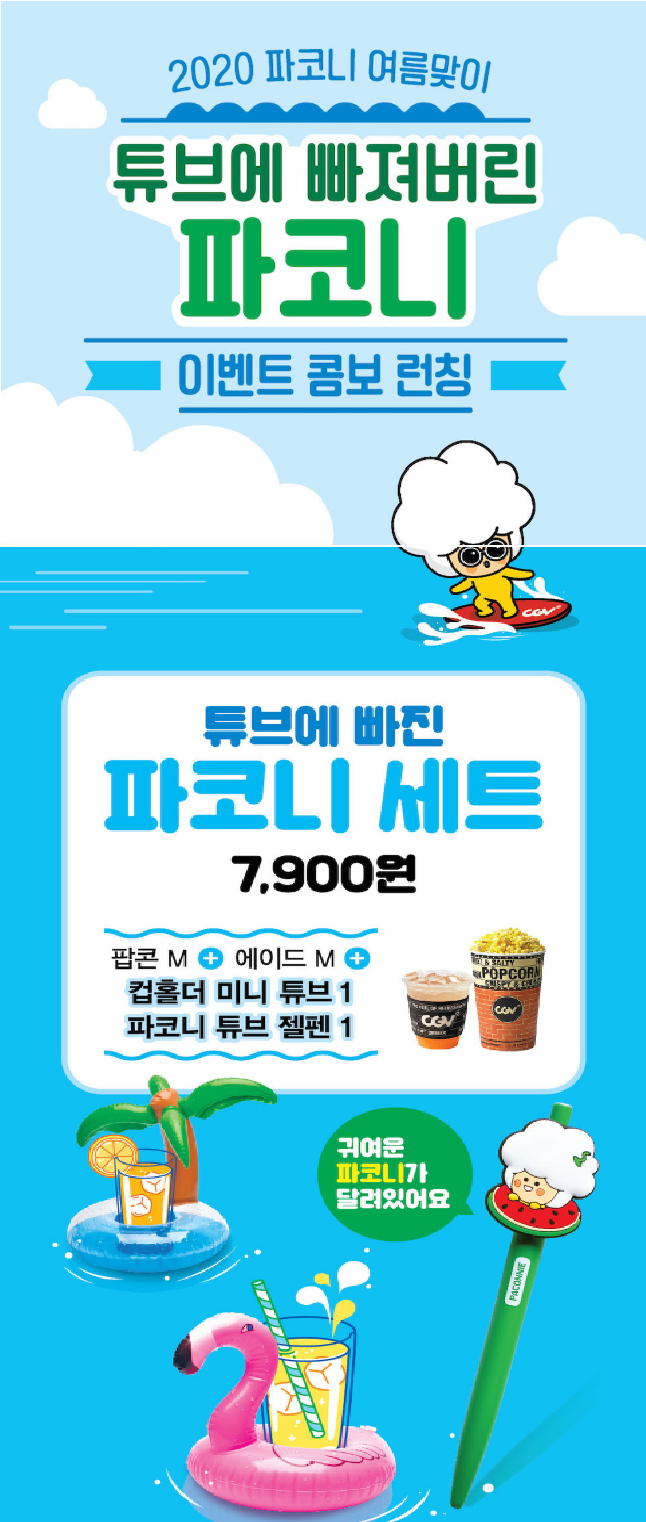 2020 파코니 여름맞이
튜브에 빠져버린
파코니
이벤트 콤보 런칭
CGV
튜브에 빠진
파코니 세트
7,900원
팝콘 M + 에이드 M +
컵홀더 미니 튜브 1
파코니 튜브 젤펜 1
& SALTY
POPCORN
CRISPY &
CGV
CGV
귀여운
파코니가
달려있어요
PACONNIE